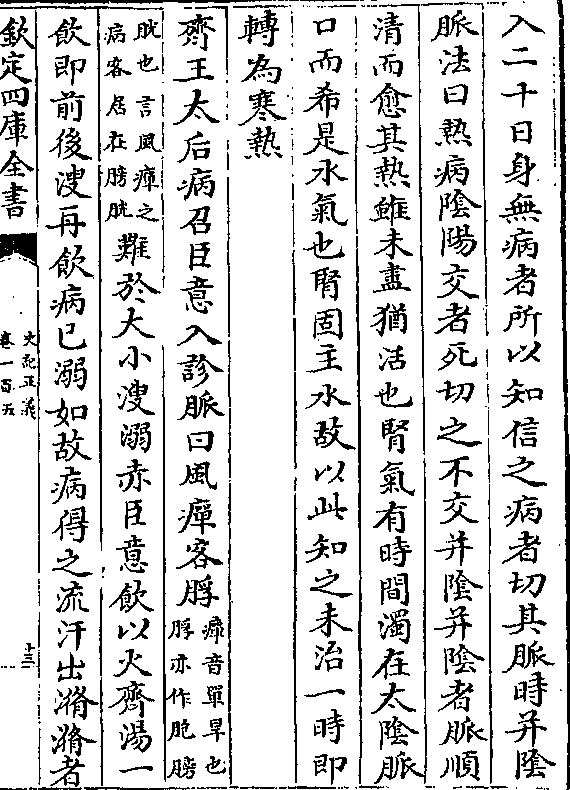 入二十日身無病者所以知信之病者切其脈時并陰
脈法曰熱病陰陽交者死切之不交并陰并陰者脈順
清而愈其熱雖未盡猶活也腎氣有時間濁在太陰脈
口而希是水氣也腎固主水故以此知之未治一時即
轉為寒熱
齊王太后病召臣意入診脈曰風癉客脬癉音單旱也
脬亦作胞膀
胱也言風癉之
病客居在膀胱難於大小溲溺赤臣意飲以火齊湯一
飲即前後溲再飲病已溺如故病得之流汗出㵌㵌者
欽定四庫全書
史記正義
卷一百五
十三